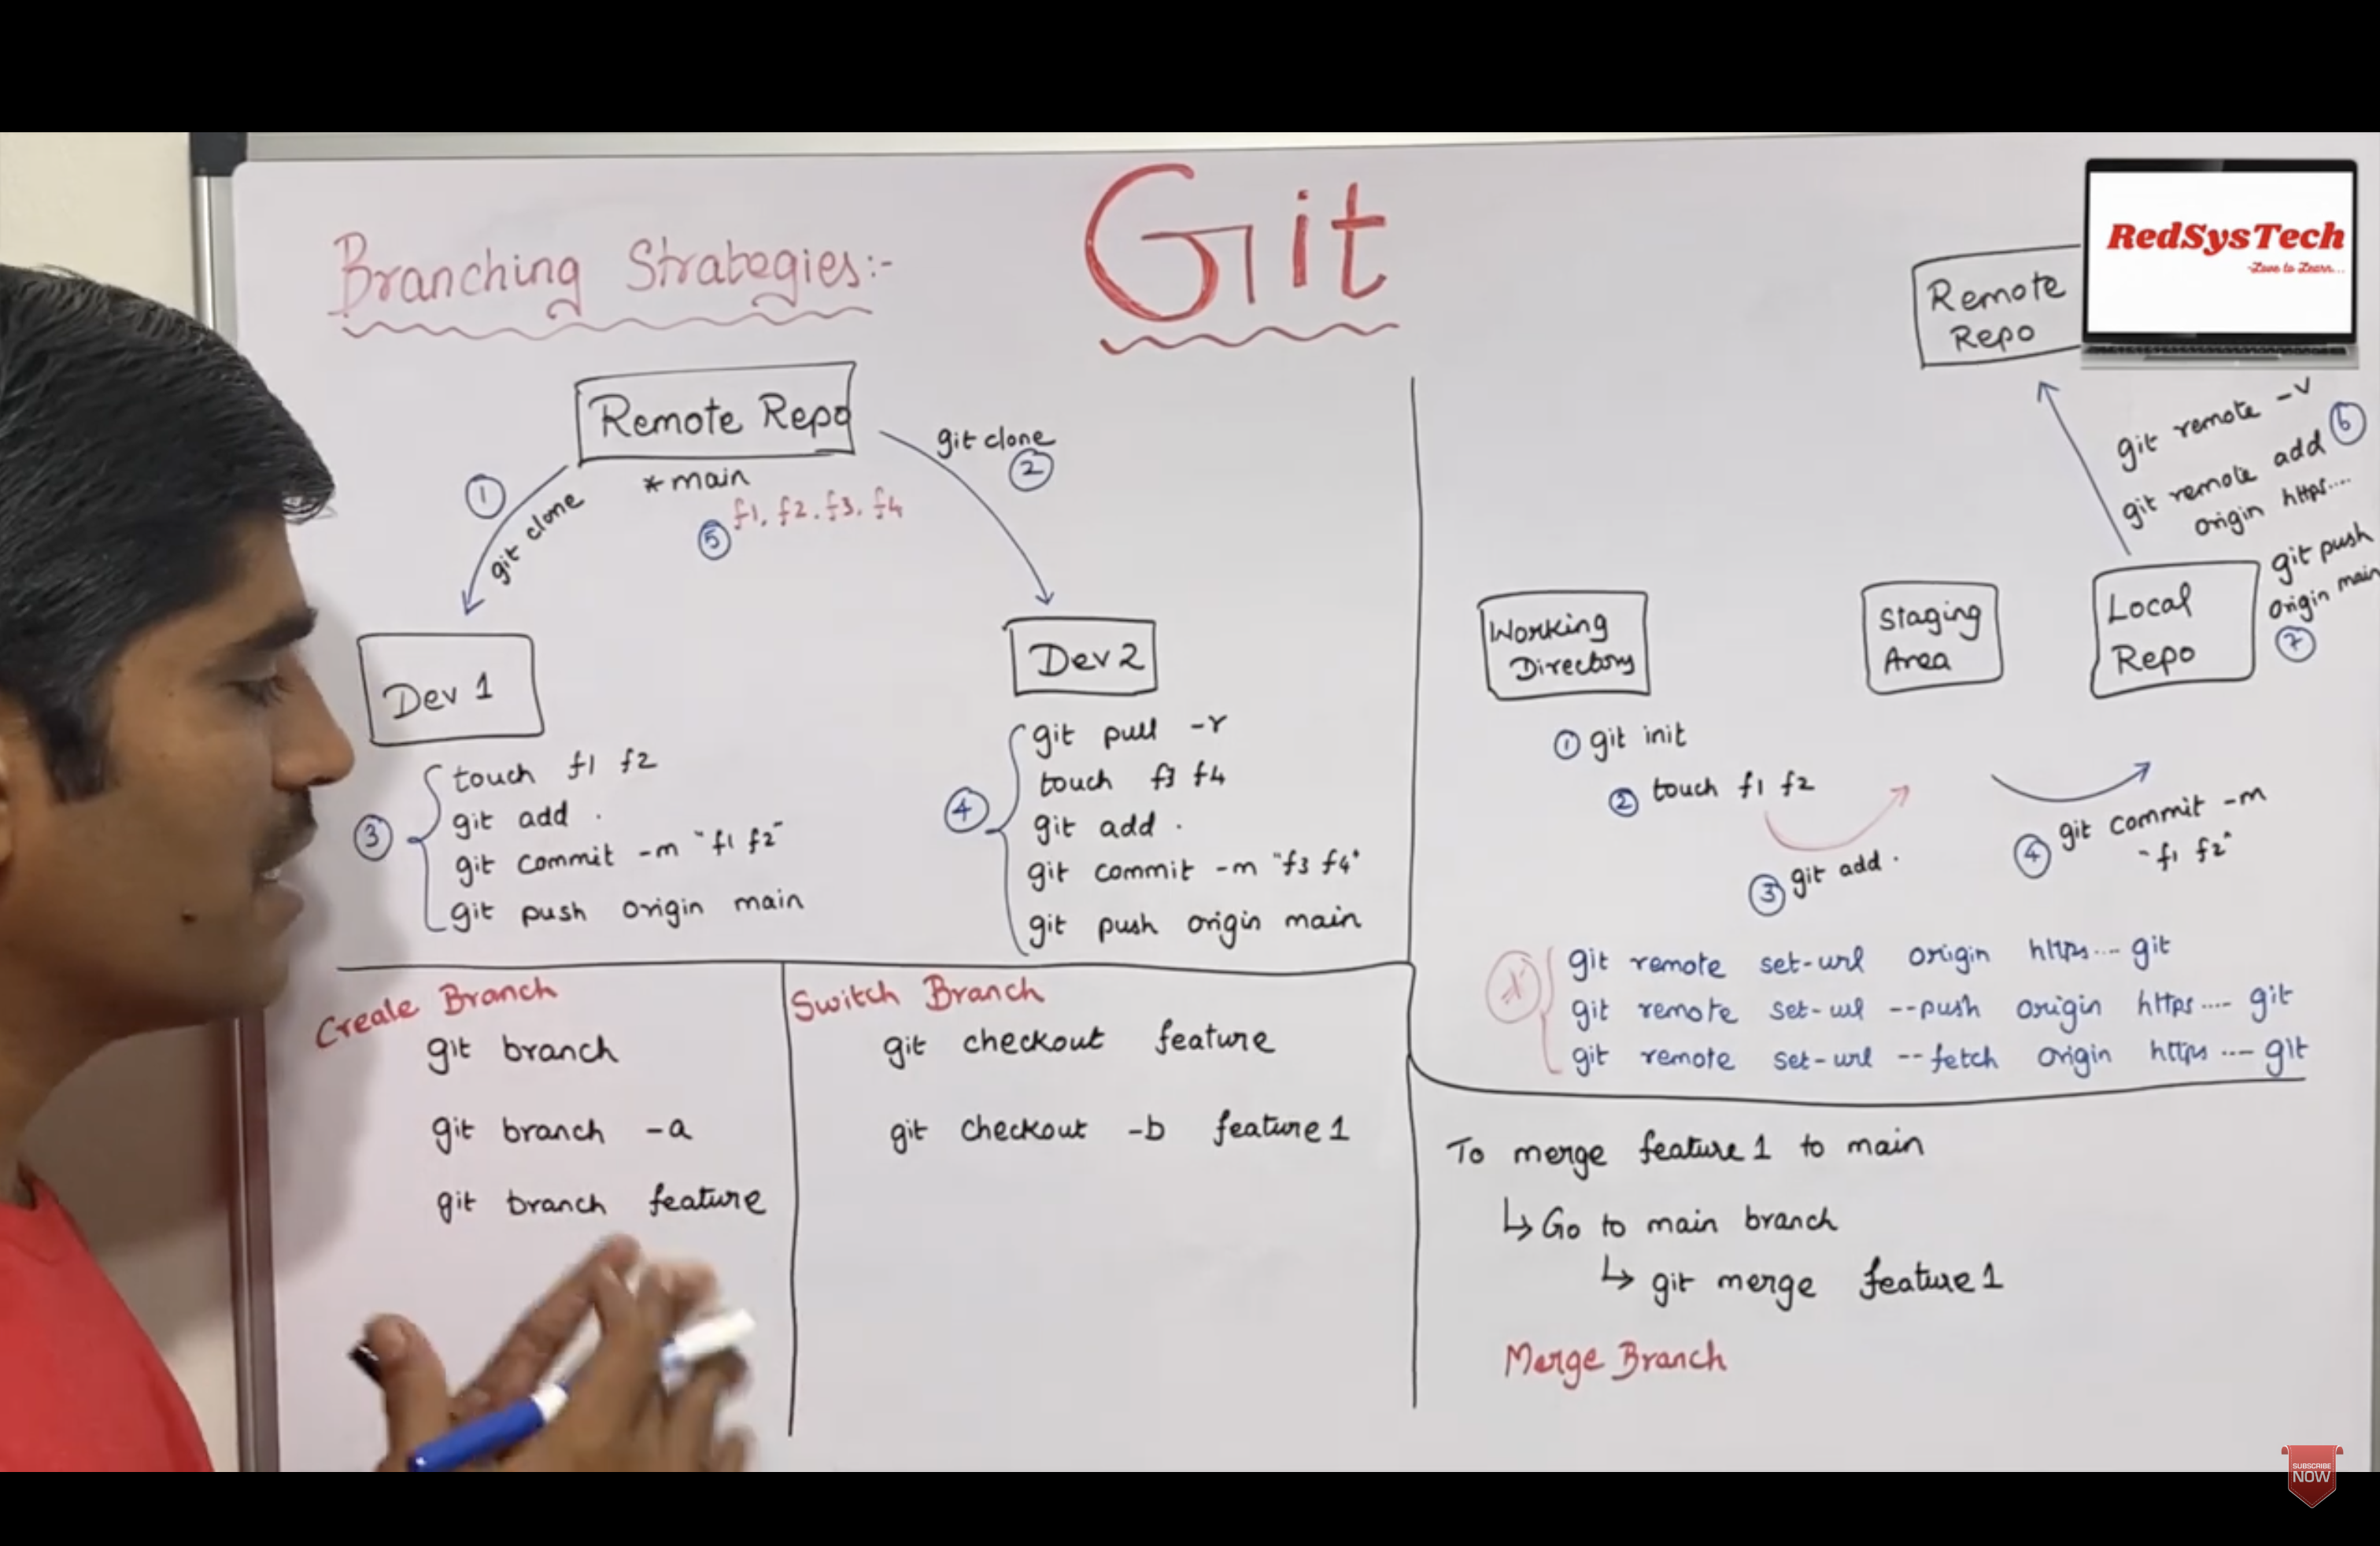 Git
Branching Strategies:-
Remote Repo
* main
⑤ f1, f2, f3, f4
① git clone
git clone
②
Dev 1
③
touch f1 f2
git add .
git commit -m "f1 f2"
git push origin main
Dev 2
④
git pull -r
touch f3 f4
git add .
git commit -m "f3 f4"
git push origin main
Create Branch
git branch
git branch -a
git branch feature
Switch Branch
git checkout feature
git checkout -b feature1
RedSysTech
-Love to Learn...
Remote
Repo
git remote -v
⑥
git remote add
origin https....
git push
origin main
⑦
Working
Directory
Staging
Area
Local
Repo
① git init
② touch f1 f2
③ git add .
④ git commit -m
"f1 f2"
git remote set-url origin https.... git
git remote set-url --push origin https.... git
git remote set-url --fetch origin https.... git
To merge feature1 to main
↳ Go to main branch
↳ git merge feature1
Merge Branch
SUBSCRIBE
NOW